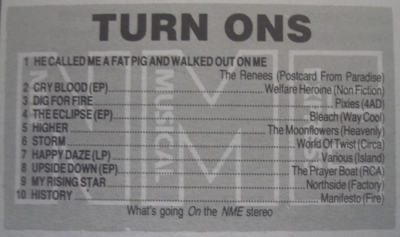 TURN ONS
1 HE CALLED ME A FAT PIG AND WALKED OUT ON ME
The Renees (Postcard From Paradise)
2 CRY BLOOD (EP) Welfare Heroine (Non Fiction)
3 DIG FOR FIRE Pixies (4AD)
4 THE ECLIPSE (EP) Bleach (Way Cool)
5 HIGHER The Moonflowers (Heavenly)
6 STORM World Of Twist (Circa)
7 HAPPY DAZE (LP) Various (Island)
8 UPSIDE DOWN (EP) The Prayer Boat (RCA)
9 MY RISING STAR Northside (Factory)
10 HISTORY Manifesto (Fire)
What's going On the NME stereo
NME
MUSICAL